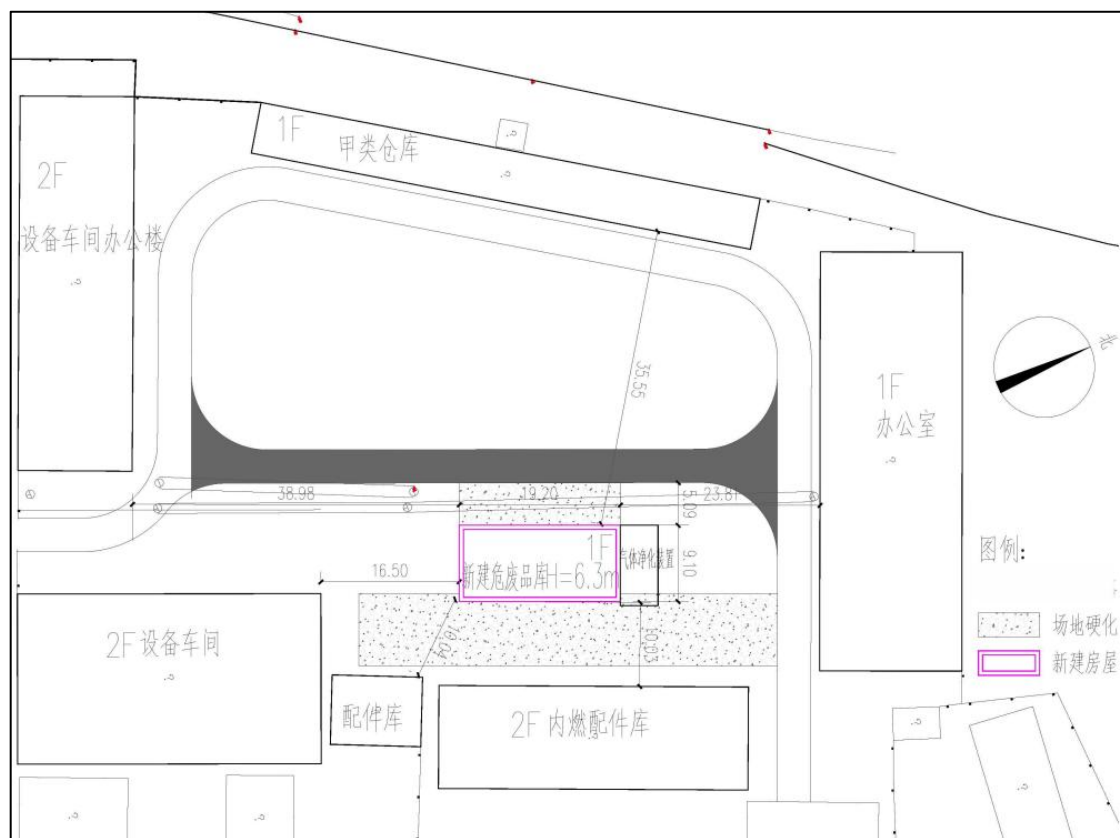 1F
甲类仓库
?
?
2F
设备车间办公楼
?
北
35.55
1F
办公室
?
38.98
19.20
23.81
5.09
图例:
1F
气体净化装置
9.10
新建危废品库H=6.3m
16.50
场地硬化
2F 设备车间
?
10.04
10.03
新建房屋
配件库
2F 内燃配件库
?
?
?
?
?